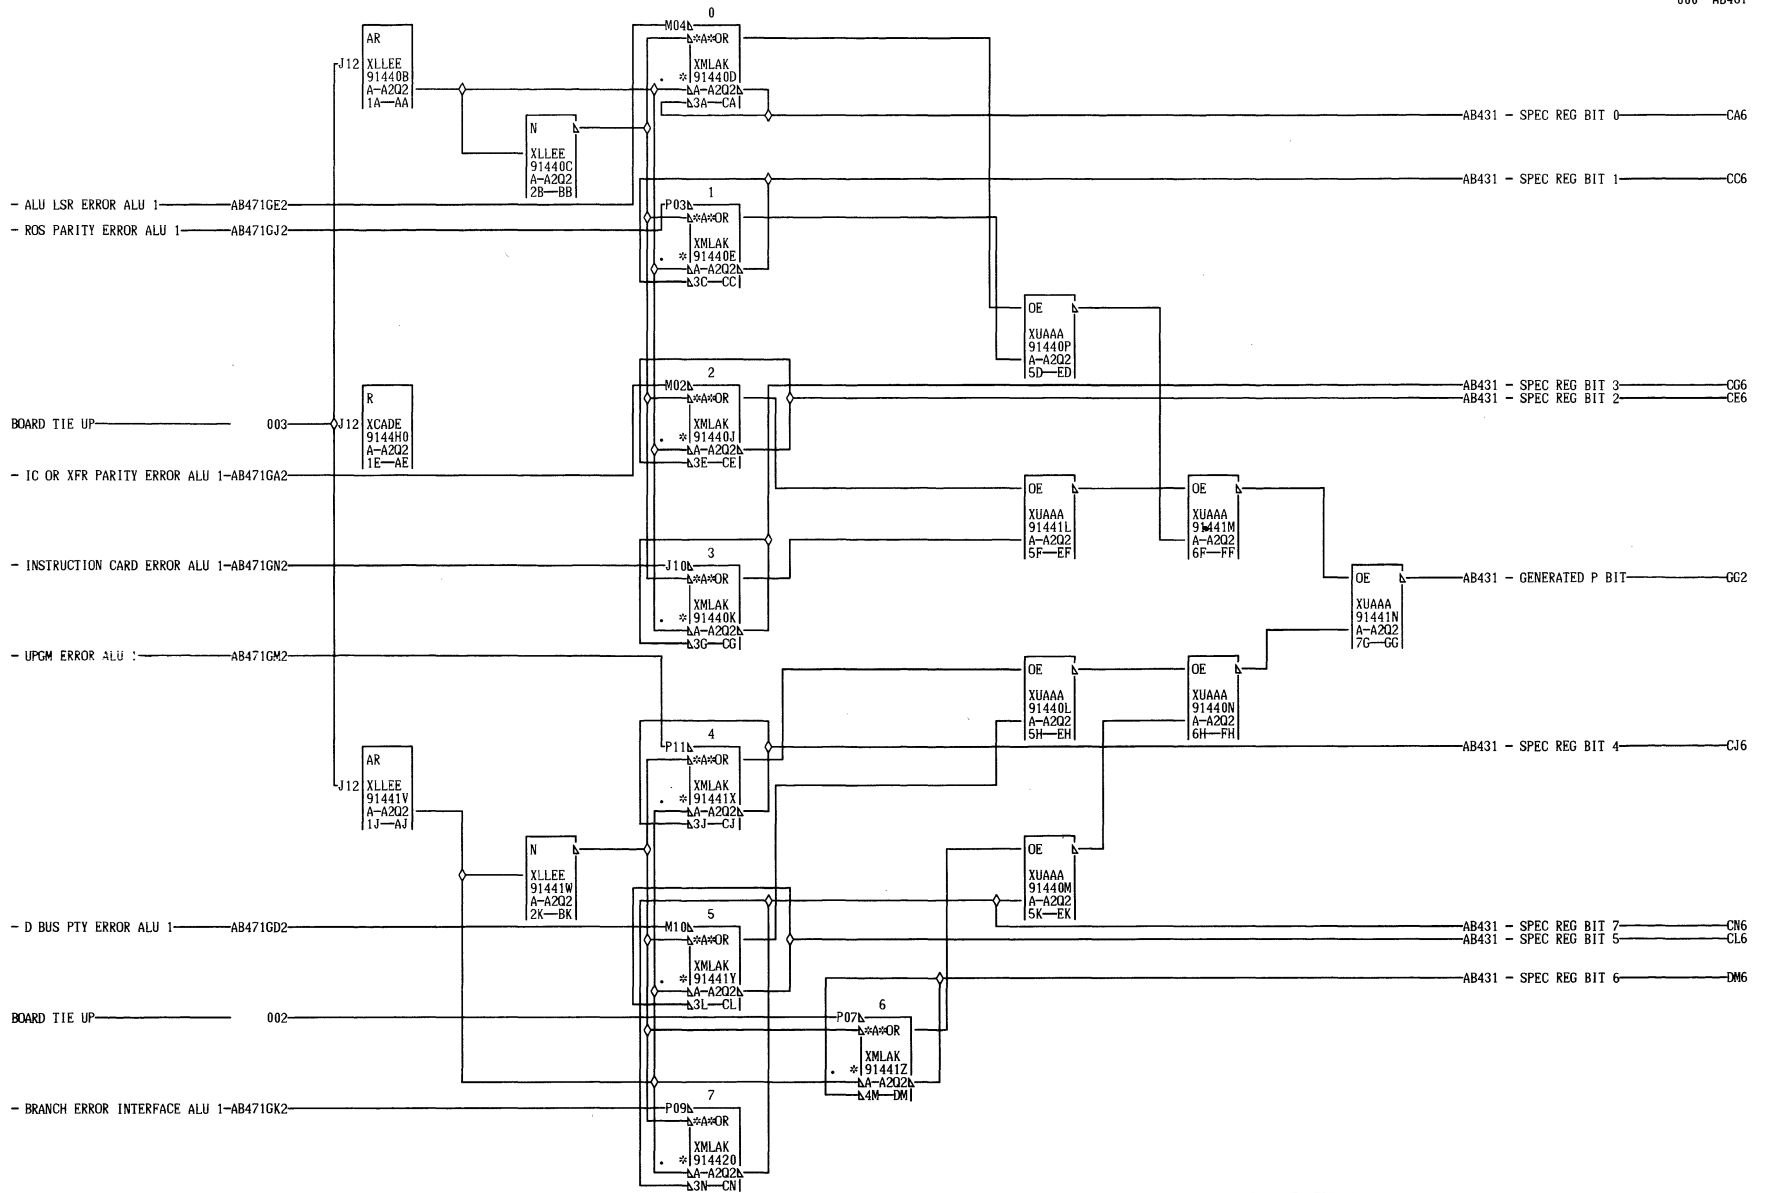 0
M04
AR
*A*OR
J12
XLLEE
91440B
A-A2Q2
1A—AA
XMLAK
. * 91440D
A-A2Q2
3A—CA
AB431 - SPEC REG BIT 0 CA6
N
XLLEE
91440C
A-A2Q2
2B—BB
AB431 - SPEC REG BIT 1 CC6
1
- ALU LSR ERROR ALU 1 AB471GE2
P03
*A*OR
- ROS PARITY ERROR ALU 1 AB471GJ2
XMLAK
. * 91440E
A-A2Q2
3C—CC
OE
XUAAA
91440P
A-A2Q2
5D—ED
2
M02
*A*OR
AB431 - SPEC REG BIT 3 CG6
AB431 - SPEC REG BIT 2 CE6
R
BOARD TIE UP 003
J12
XCADE
9144H0
A-A2Q2
1E—AE
XMLAK
. * 91440J
A-A2Q2
3E—CE
- IC OR XFR PARITY ERROR ALU 1 AB471GA2
OE
XUAAA
91441L
A-A2Q2
5F—EF
OE
XUAAA
91441M
A-A2Q2
6F—FF
3
- INSTRUCTION CARD ERROR ALU 1 AB471GN2
J10
*A*OR
XMLAK
. * 91440K
A-A2Q2
3G—CG
OE
XUAAA
91441N
A-A2Q2
7G—GG
AB431 - GENERATED P BIT GG2
- UPGM ERROR ALU 1 AB471GM2
OE
XUAAA
91440L
A-A2Q2
5H—EH
OE
XUAAA
91440N
A-A2Q2
6H—FH
4
P11
*A*OR
AB431 - SPEC REG BIT 4 CJ6
AR
J12
XLLEE
91441V
A-A2Q2
1J—AJ
XMLAK
. * 91441X
A-A2Q2
3J—CJ
N
XLLEE
91441W
A-A2Q2
2K—BK
OE
XUAAA
91440M
A-A2Q2
5K—EK
5
- D BUS PTY ERROR ALU 1 AB471GD2
M10
*A*OR
AB431 - SPEC REG BIT 7 CN6
AB431 - SPEC REG BIT 5 CL6
XMLAK
. * 91441Y
A-A2Q2
3L—CL
AB431 - SPEC REG BIT 6 DM6
6
BOARD TIE UP 002
P07
*A*OR
XMLAK
. * 91441Z
A-A2Q2
4M—DM
7
- BRANCH ERROR INTERFACE ALU 1 AB471GK2
P09
*A*OR
XMLAK
. * 914420
A-A2Q2
3N—CN